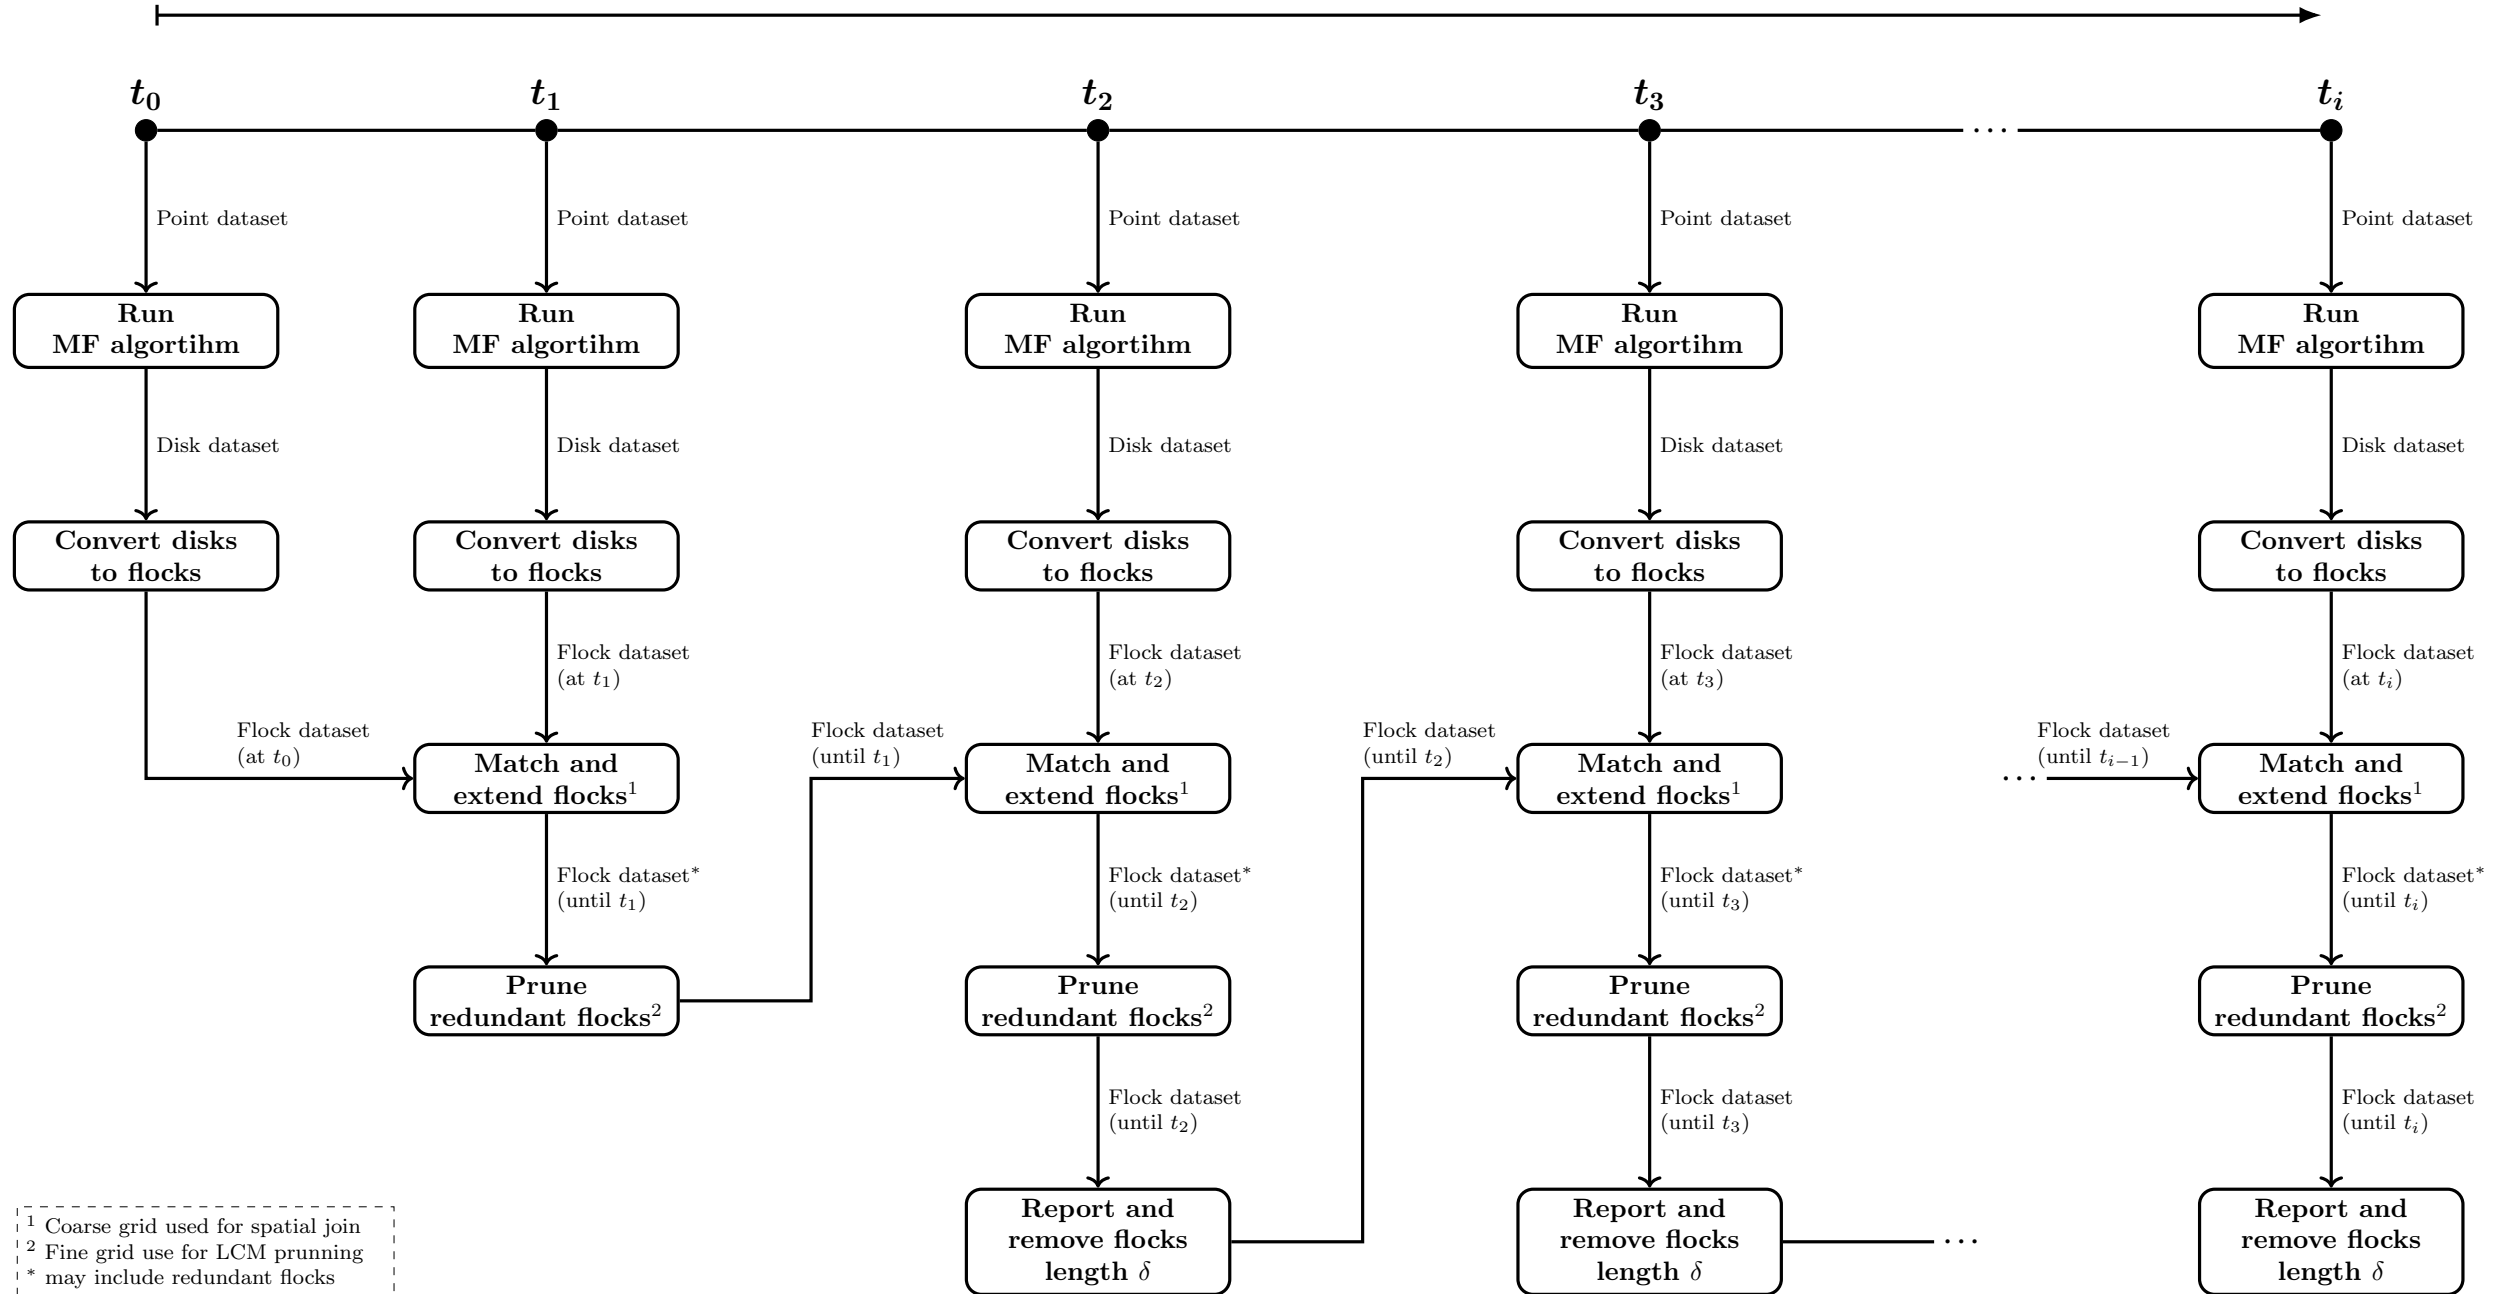 t₀ t₁ t₂ t₃ tᵢ
...
Point dataset Point dataset Point dataset Point dataset Point dataset
Run Run Run Run Run
MF algortihm MF algortihm MF algortihm MF algortihm MF algortihm
Disk dataset Disk dataset Disk dataset Disk dataset Disk dataset
Convert disks Convert disks Convert disks Convert disks Convert disks
to flocks to flocks to flocks to flocks to flocks
Flock dataset Flock dataset Flock dataset Flock dataset
(at t₁) (at t₂) (at t₃) (at tᵢ)
Flock dataset Flock dataset Flock dataset Flock dataset
(at t₀) (until t₁) (until t₂) (until tᵢ₋₁)
Match and Match and Match and ... Match and
extend flocks¹ extend flocks¹ extend flocks¹ extend flocks¹
Flock dataset* Flock dataset* Flock dataset* Flock dataset*
(until t₁) (until t₂) (until t₃) (until tᵢ)
Prune Prune Prune Prune
redundant flocks² redundant flocks² redundant flocks² redundant flocks²
Flock dataset Flock dataset Flock dataset
(until t₂) (until t₃) (until tᵢ)
Report and Report and Report and
remove flocks remove flocks ... remove flocks
length δ length δ length δ
¹ Coarse grid used for spatial join
² Fine grid use for LCM prunning
* may include redundant flocks